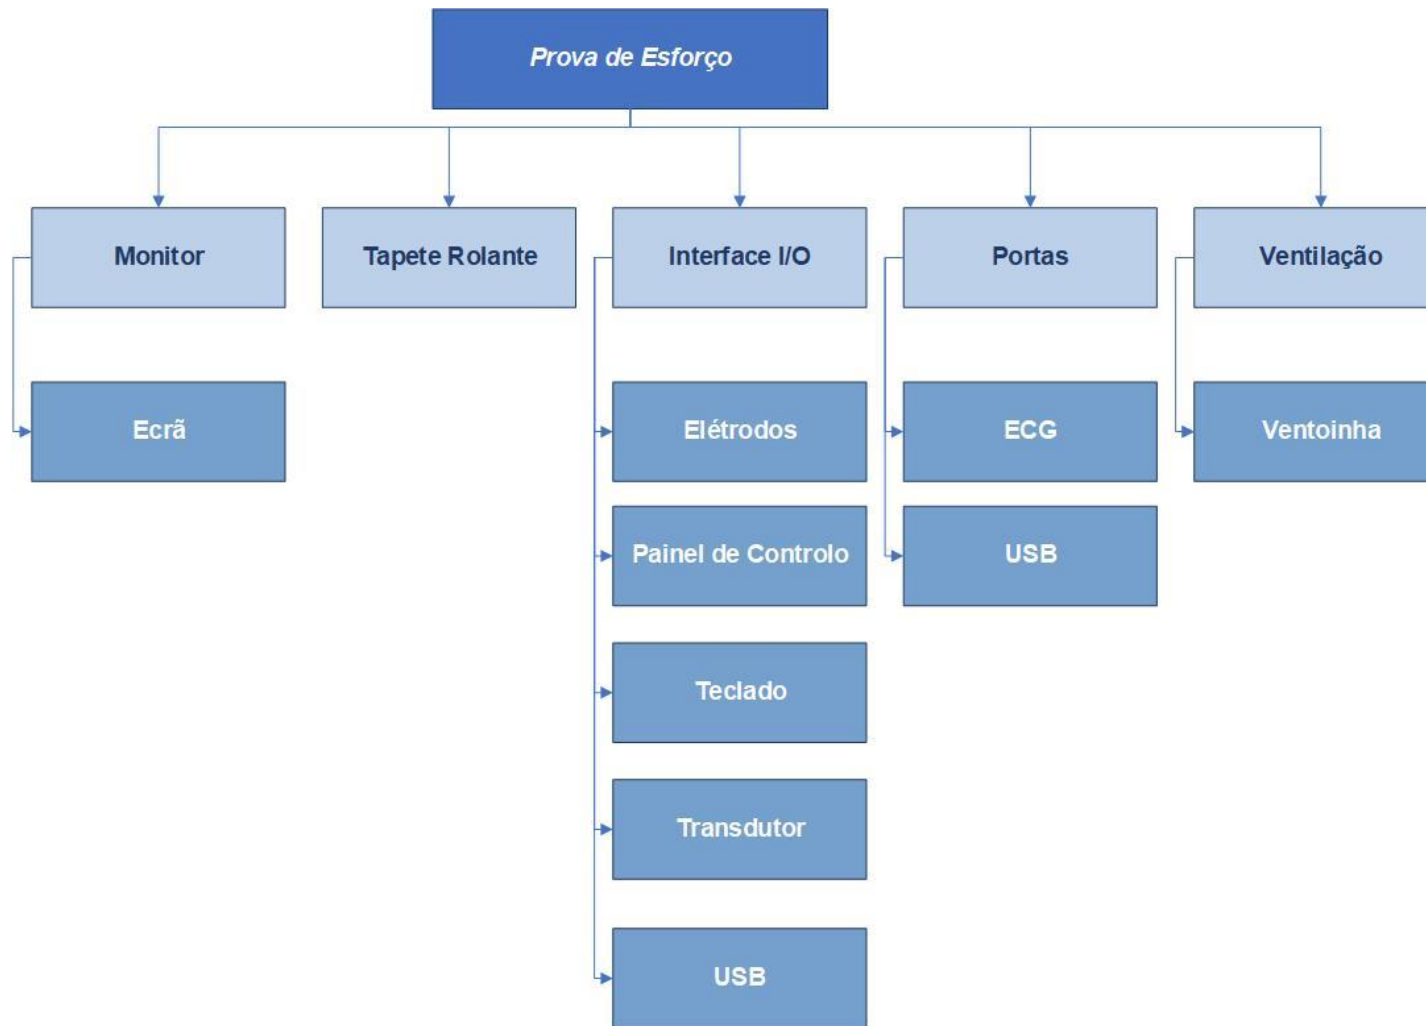 Prova de Esforço
Monitor
Tapete Rolante
Interface I/O
Portas
Ventilação
Ecrã
Elétrodos
ECG
Ventoinha
Painel de Controlo
USB
Teclado
Transdutor
USB